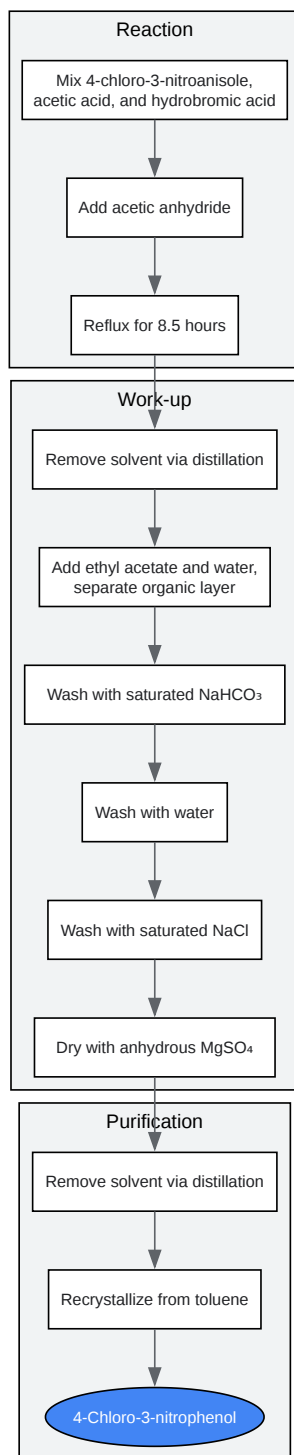 Reaction
Mix 4-chloro-3-nitroanisole,
acetic acid, and hydrobromic acid
Add acetic anhydride
Reflux for 8.5 hours
Work-up
Remove solvent via distillation
Add ethyl acetate and water,
separate organic layer
Wash with saturated NaHCO₃
Wash with water
Wash with saturated NaCl
Dry with anhydrous MgSO₄
Purification
Remove solvent via distillation
Recrystallize from toluene
4-Chloro-3-nitrophenol